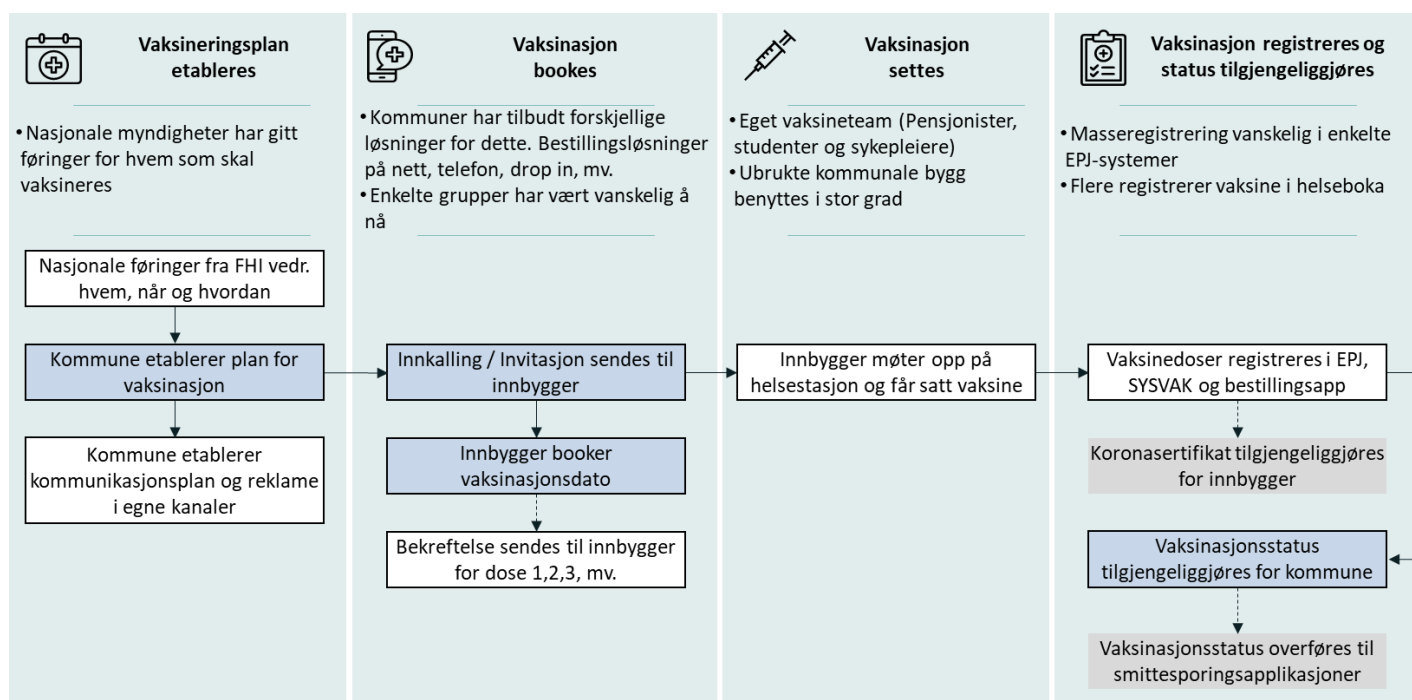 Vaksineringsplan
etableres
• Nasjonale myndigheter har gitt
føringer for hvem som skal
vaksineres
Nasjonale føringer fra FHI vedr.
hvem, når og hvordan
Kommune etablerer plan for
vaksinasjon
Kommune etablerer
kommunikasjonsplan og reklame
i egne kanaler
Vaksinasjon
bookes
• Kommuner har tilbudt forskjellige
løsninger for dette. Bestillingsløsninger
på nett, telefon, drop in, mv.
• Enkelte grupper har vært vanskelig å
nå
Innkalling / Invitasjon sendes til
innbygger
Innbygger booker
vaksinasjonsdato
Bekreftelse sendes til innbygger
for dose 1,2,3, mv.
Vaksinasjon
settes
• Eget vaksineteam (Pensjonister,
studenter og sykepleiere)
• Ubrukte kommunale bygg
benyttes i stor grad
Innbygger møter opp på
helsestasjon og får satt vaksine
Vaksinasjon registreres og
status tilgjengeliggjøres
• Masseregistrering vanskelig i enkelte
EPJ-systemer
• Flere registrerer vaksine i helseboka
Vaksinedoser registreres i EPJ,
SYSVAK og bestillingsapp
Koronasertifikat tilgjengeliggjøres
for innbygger
Vaksinasjonsstatus
tilgjengeliggjøres for kommune
Vaksinasjonsstatus overføres til
smittesporingsapplikasjoner